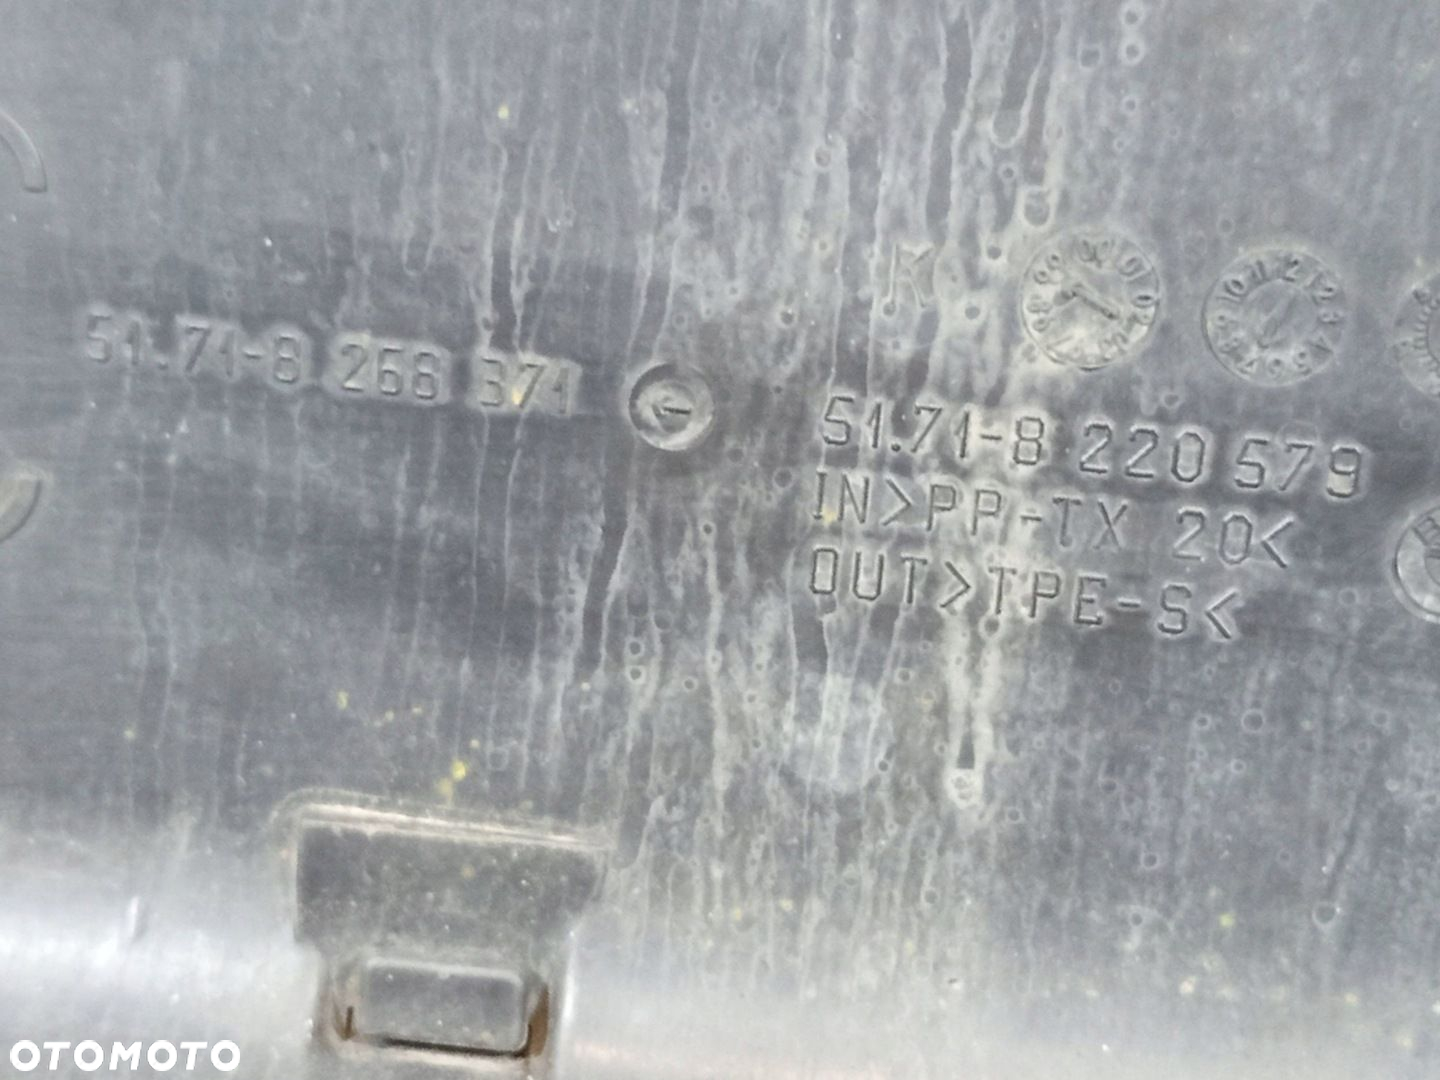 K
51.71-8 268 371
51.71-8 220 579
IN>PP-TX 20<
OUT>TPE-S<
OTOMOTO